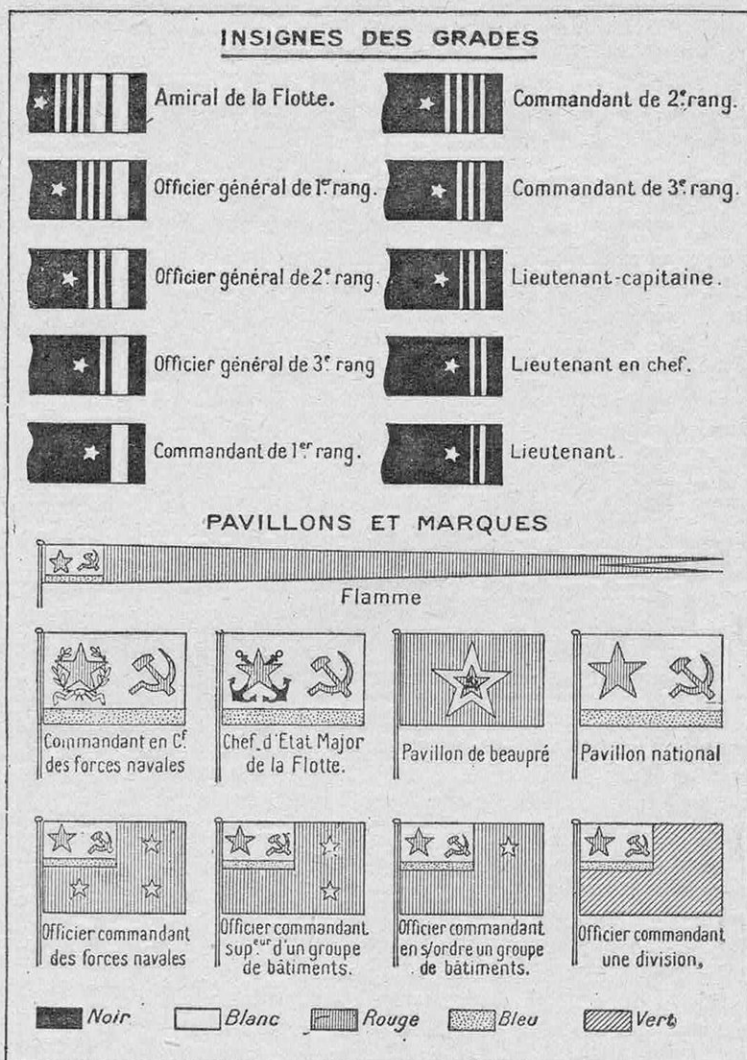 INSIGNES DES GRADES
Amiral de la Flotte.
Officier général de 1er rang.
Officier général de 2e rang.
Officier général de 3e rang
Commandant de 1er rang.
Commandant de 2e rang.
Commandant de 3e rang.
Lieutenant-capitaine.
Lieutenant en chef.
Lieutenant.
PAVILLONS ET MARQUES
Flamme
Commandant en Cf
des forces navales
Chef d'Etat Major
de la Flotte.
Pavillon de beaupré
Pavillon national
Officier commandant
des forces navales
Officier commandant
supeur d'un groupe
de bâtiments.
Officier commandant
en s/ordre un groupe
de bâtiments.
Officier commandant
une division.
Noir Blanc Rouge Bleu Vert